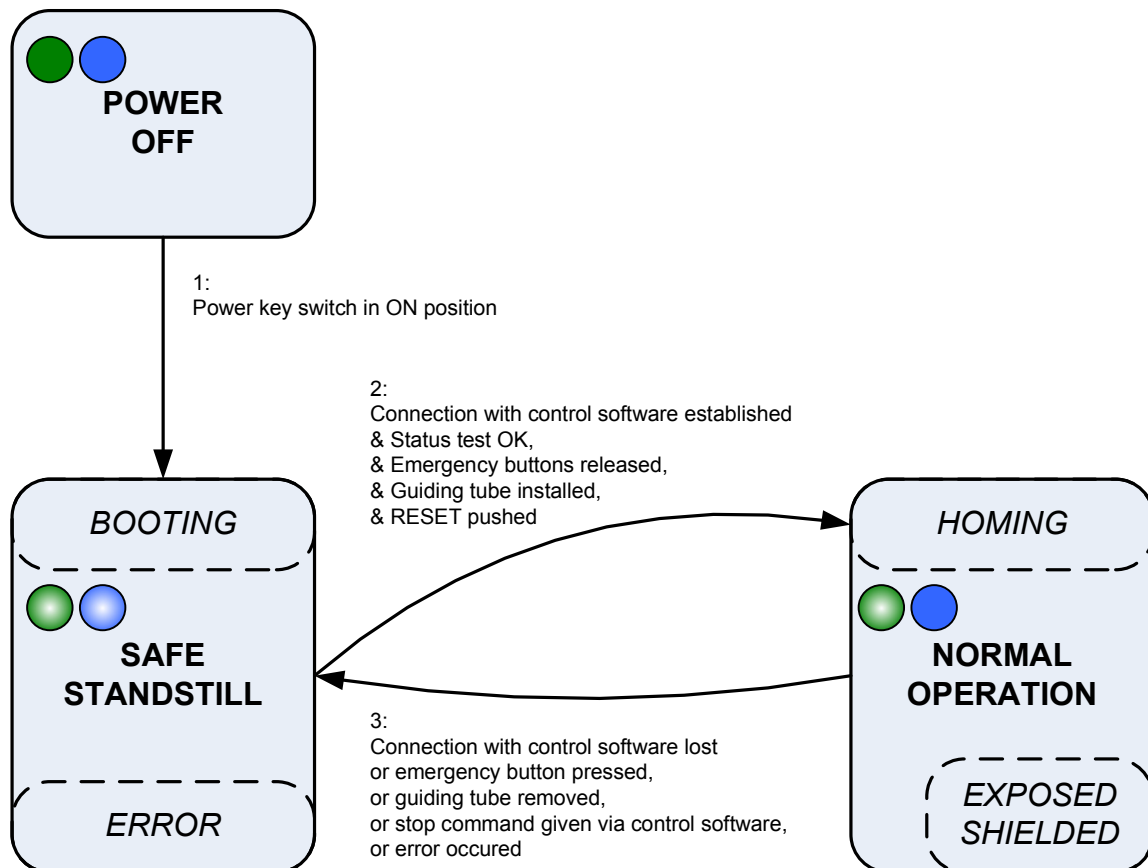 POWER
OFF
1:
Power key switch in ON position
2:
Connection with control software established
& Status test OK,
& Emergency buttons released,
& Guiding tube installed,
& RESET pushed
BOOTING
SAFE
STANDSTILL
ERROR
HOMING
NORMAL
OPERATION
EXPOSED
SHIELDED
3:
Connection with control software lost
or emergency button pressed,
or guiding tube removed,
or stop command given via control software,
or error occured